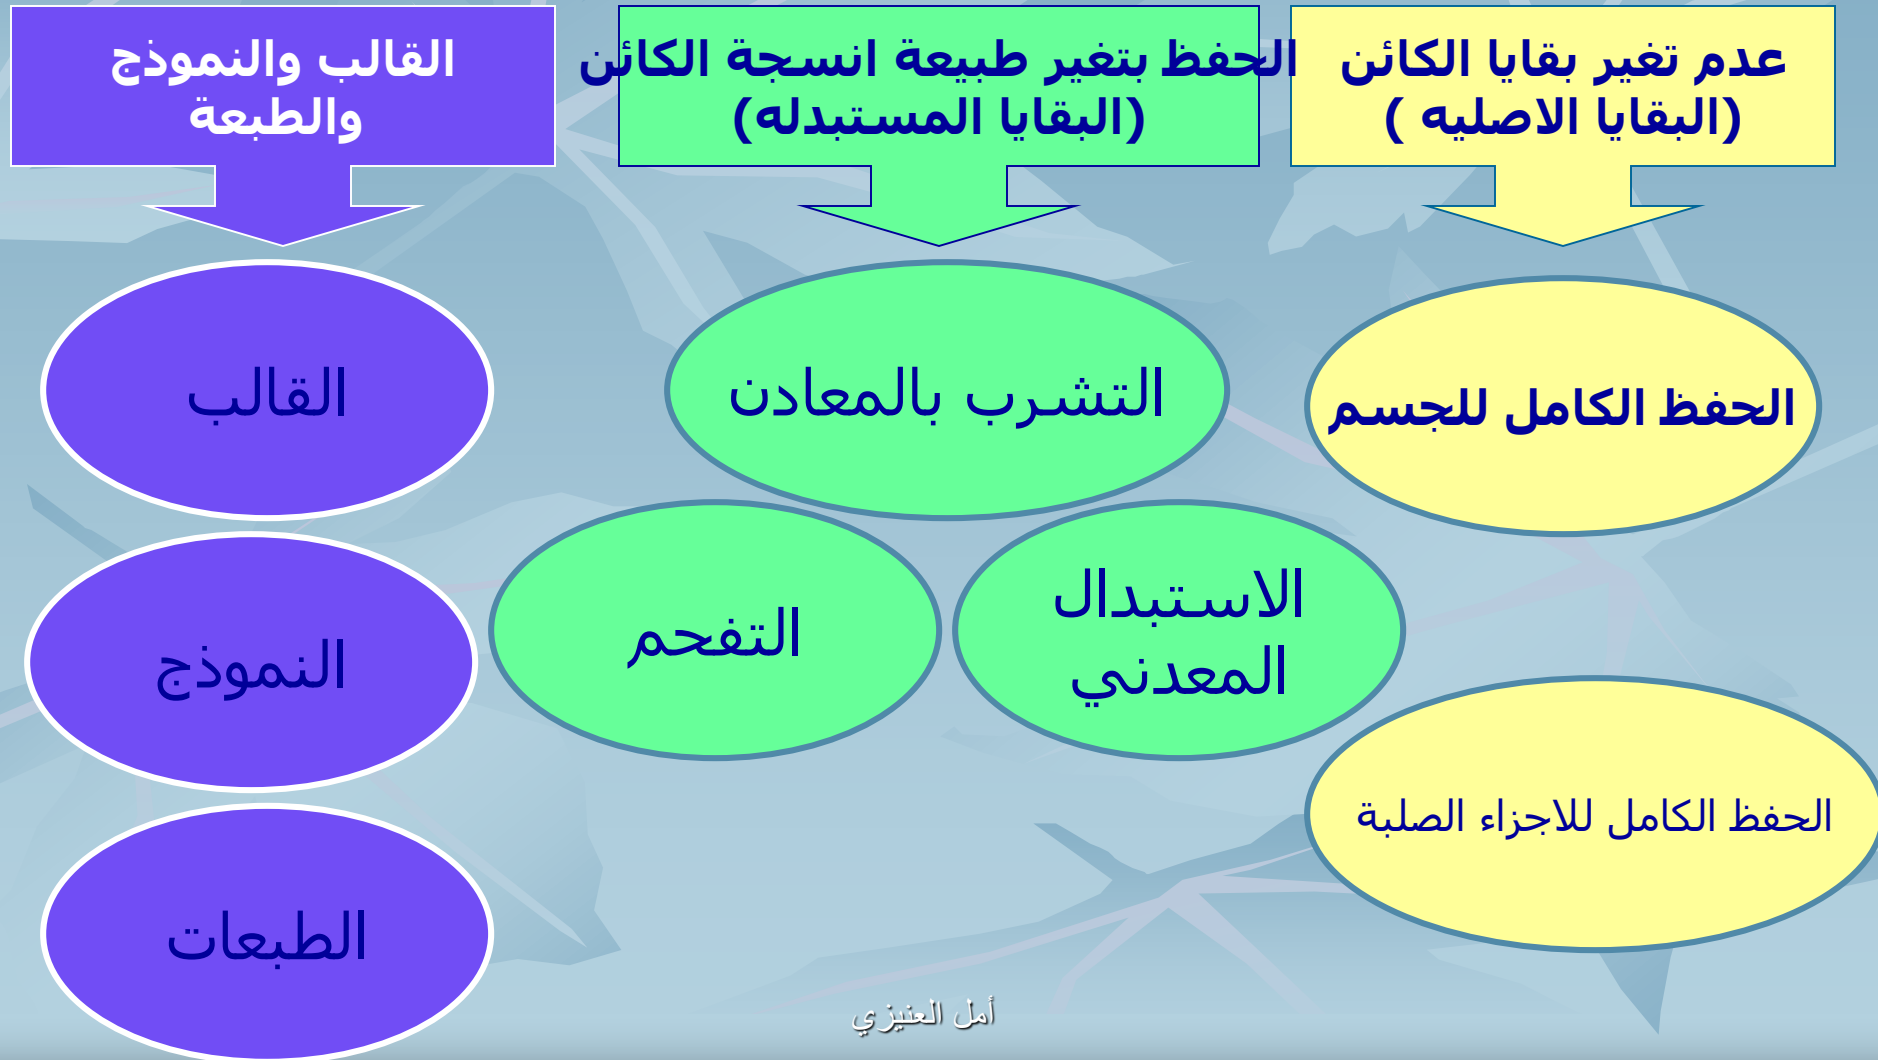 عدم تغير بقايا الكائن
(البقايا الاصليه )
الحفظ بتغير طبيعة انسجة الكائن
(البقايا المستبدله)
القالب والنموذج
والطبعة
الحفظ الكامل للجسم
الحفظ الكامل للاجزاء الصلبة
التشرب بالمعادن
الاستبدال
المعدني
التفحم
القالب
النموذج
الطبعات
أمل العنيزي